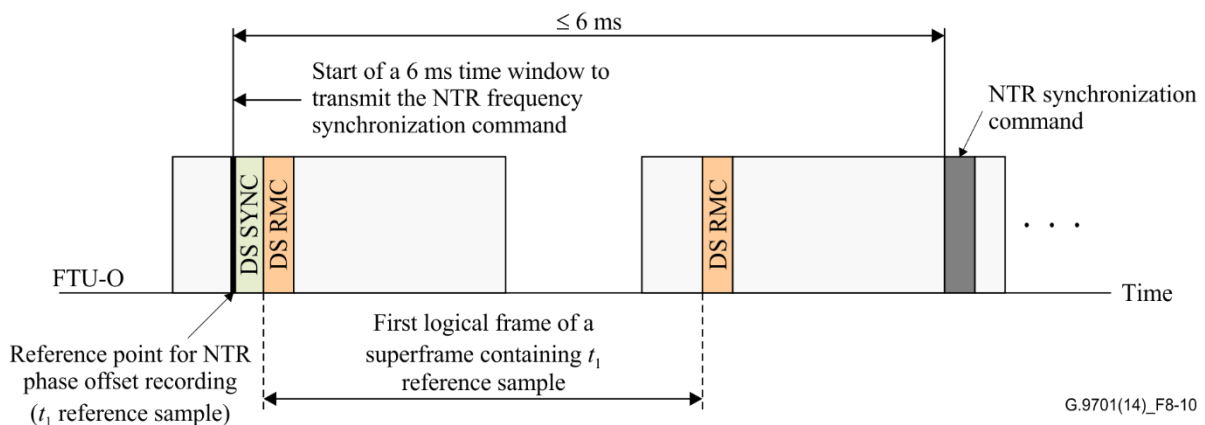 ≤ 6 ms
Start of a 6 ms time window to
transmit the NTR frequency
synchronization command
NTR synchronization
command
DS SYNC
DS RMC
DS RMC
. . .
FTU-O
Time
First logical frame of a
superframe containing t₁
reference sample
Reference point for NTR
phase offset recording
(t₁ reference sample)
G.9701(14)_F8-10